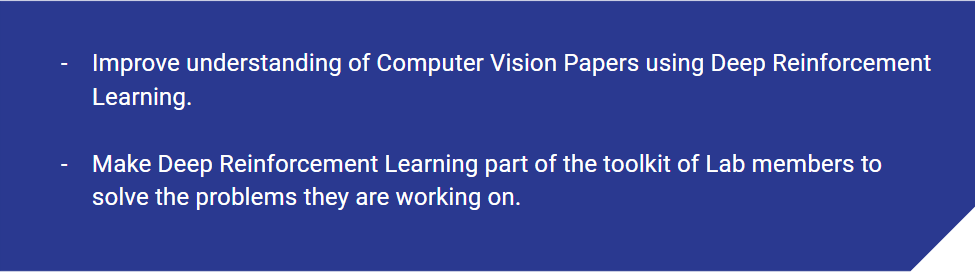 - Improve understanding of Computer Vision Papers using Deep Reinforcement
Learning.
- Make Deep Reinforcement Learning part of the toolkit of Lab members to
solve the problems they are working on.